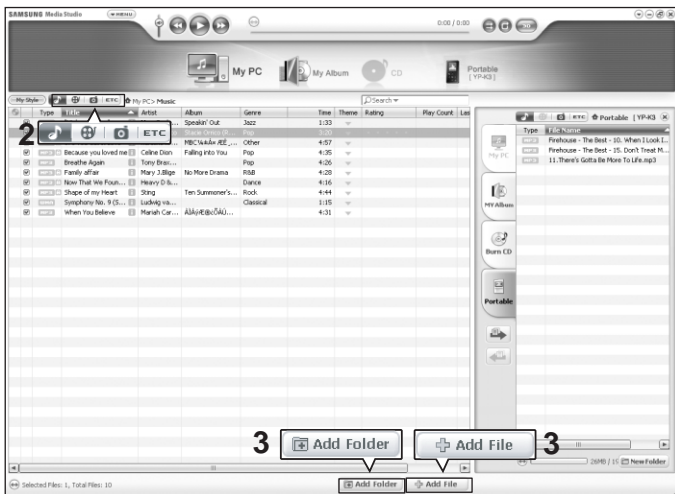 SAMSUNG Media Studio
MENU
0:00 / 0:00
3D
My PC
My Album
CD
Portable
[YP-K3]
My Style
ETC
My PC> Music
Search
ETC
Portable [YP-K3]
Type Title Artist Album Genre Time Theme Rating Play Count
Type File Name
2
ETC
Speakin' Out Jazz 1:33
Pop 3:20
Other 4:57
Because you loved me Celine Dion Falling into You Pop 4:35
Breathe Again Tony Brax... Pop 4:26
Family affair Mary J.Blige No More Drama R&B 4:28
Now That We Foun... Heavy D &... Dance 4:16
Shape of my Heart Sting Ten Summoner's... Rock 4:44
Symphony No. 9 (S... Ludwig va... Classical 1:15
When You Believe Mariah Car... 4:31
Firehouse - The Best - 10. When I Look I...
Firehouse - The Best - 15. Don't Treat M...
11.There's Gotta Be More To Life.mp3
My PC
MY Album
Burn CD
Portable
3 Add Folder
Add File 3
Selected Files: 1, Total Files: 10
Add Folder
Add File
New Folder